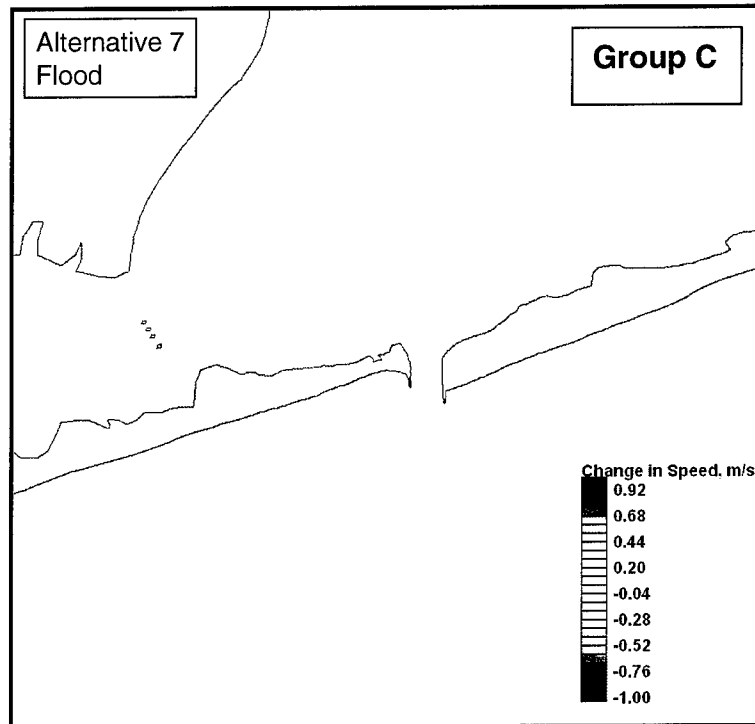 Alternative 7
Flood
Group C
Change in Speed, m/s
0.92
0.68
0.44
0.20
-0.04
-0.28
-0.52
-0.76
-1.00